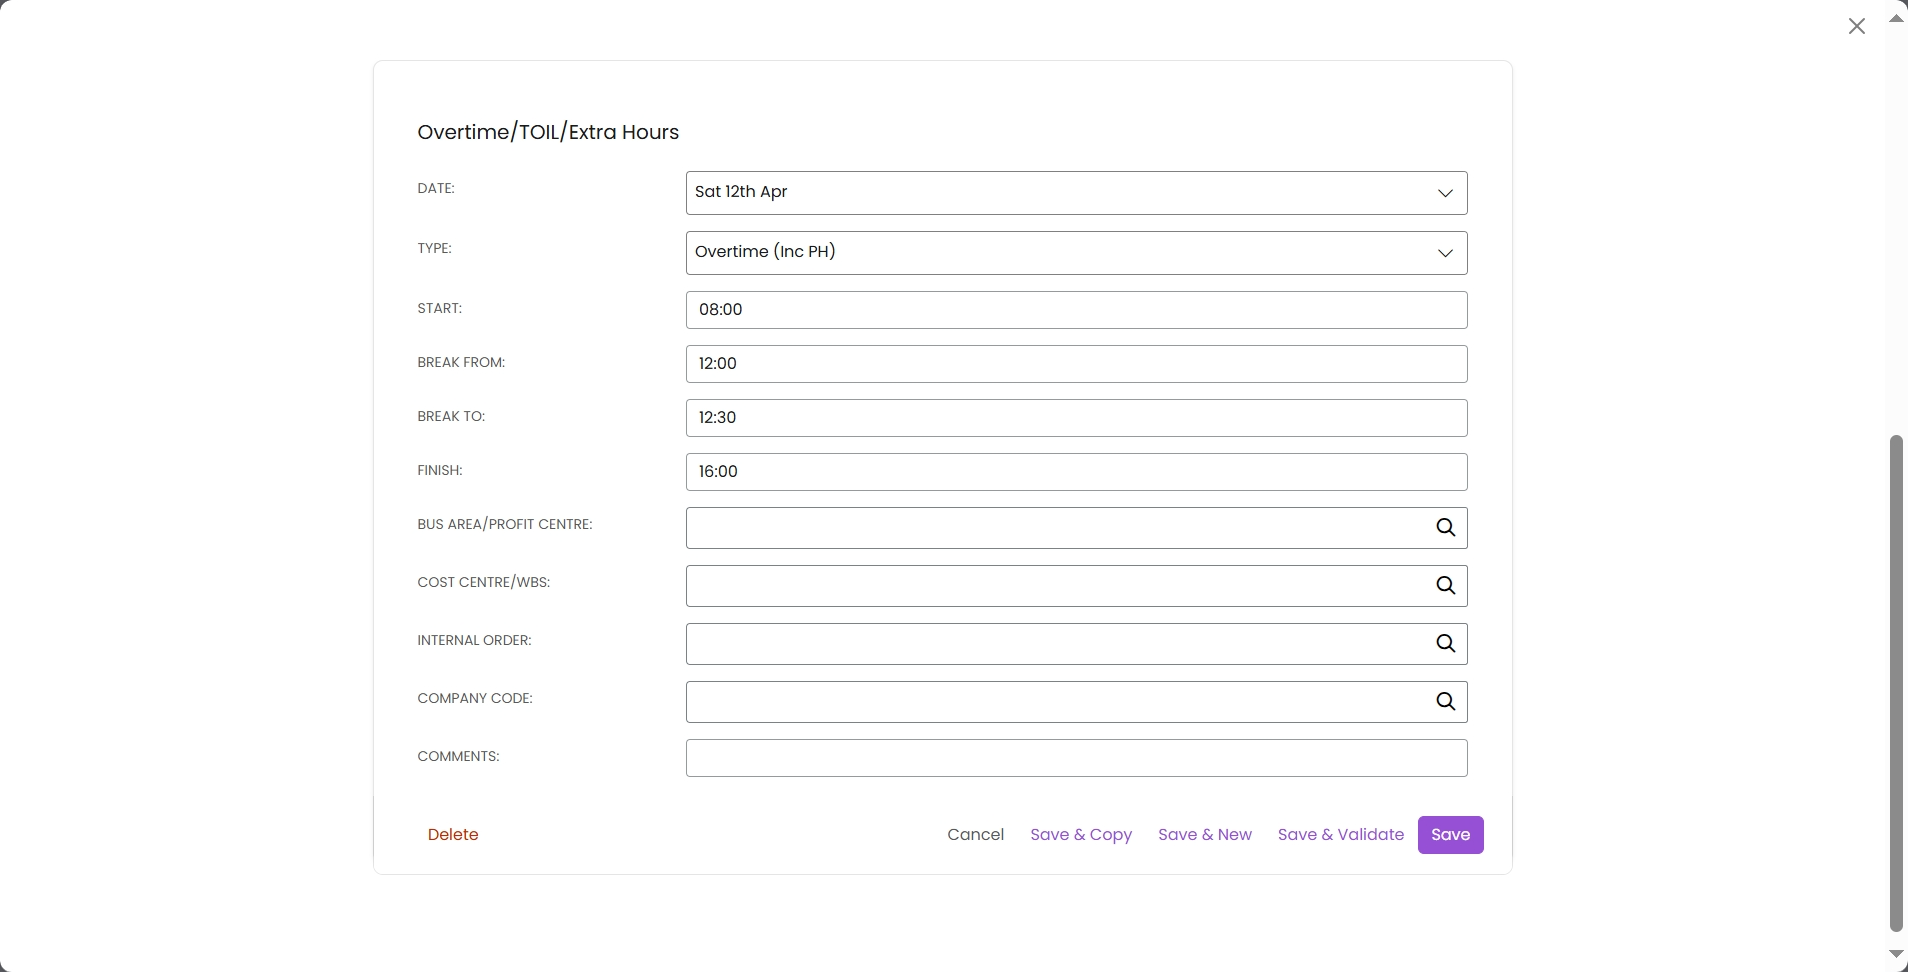 Overtime/TOIL/Extra Hours
DATE: Sat 12th Apr
TYPE: Overtime (Inc PH)
START: 08:00
BREAK FROM: 12:00
BREAK TO: 12:30
FINISH: 16:00
BUS AREA/PROFIT CENTRE:
COST CENTRE/WBS:
INTERNAL ORDER:
COMPANY CODE:
COMMENTS:
Delete Cancel Save & Copy Save & New Save & Validate Save